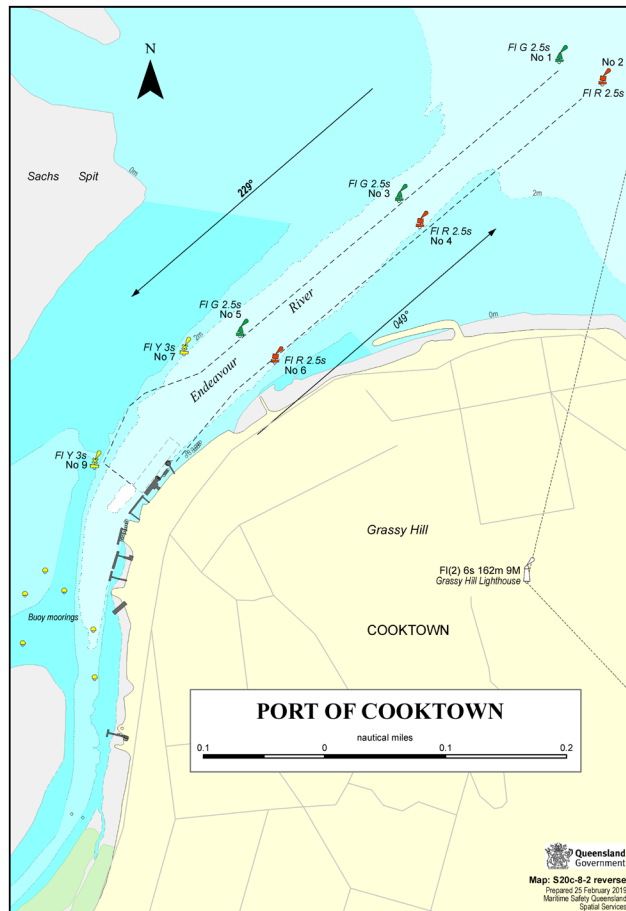 N
Fl G 2.5s
No 1
No 2
Fl R 2.5s
Sachs Spit
0m
229°
Fl G 2.5s
No 3
2m
Fl R 2.5s
No 4
Fl G 2.5s
No 5
River
049°
0m
2m
Fl Y 3s
No 7
Endeavour
Fl R 2.5s
No 6
Fl Y 3s
No 9
Grassy Hill
Fl(2) 6s 162m 9M
Grassy Hill Lighthouse
Buoy moorings
COOKTOWN
PORT OF COOKTOWN
nautical miles
0.1 0 0.1 0.2
Queensland
Government
Map: S20c-8-2 reverse
Prepared 25 February 2019
Maritime Safety Queensland
Spatial Services